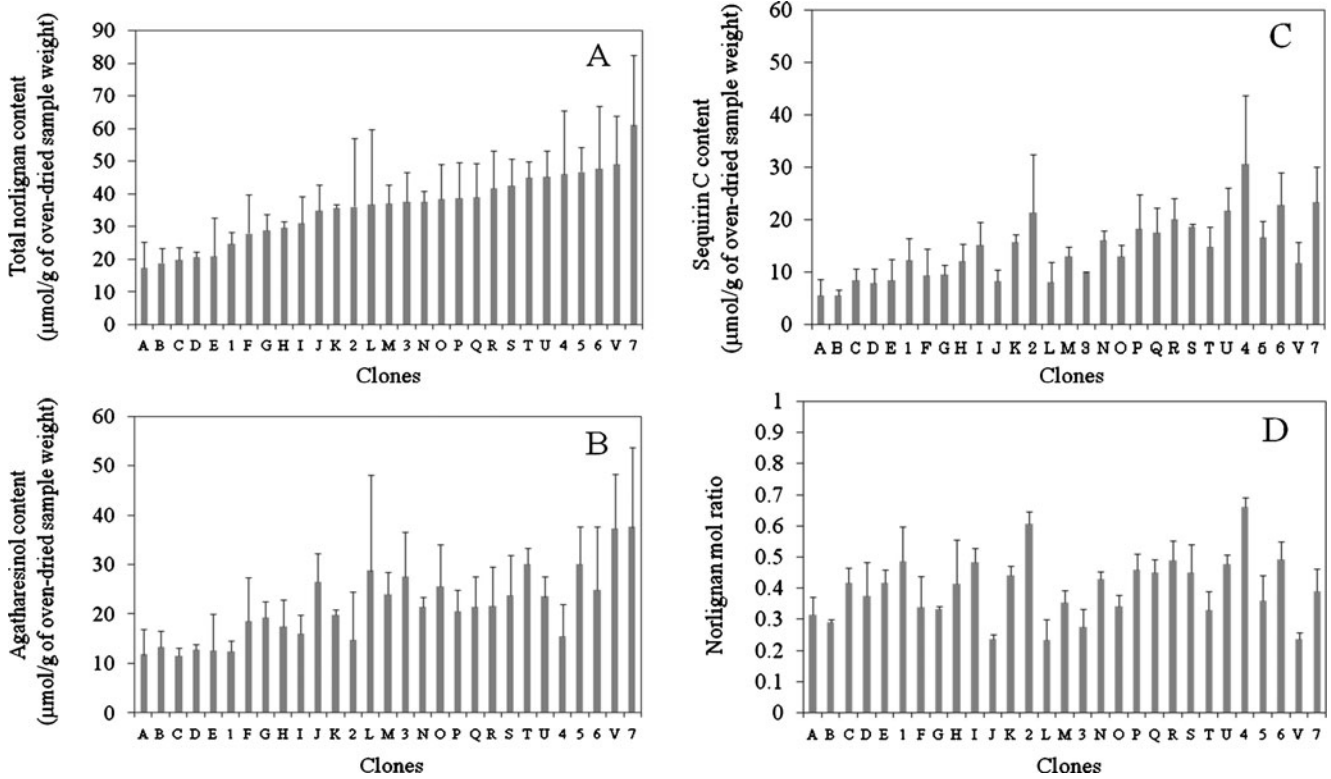 Total norlignan content
(μmol/g of oven-dried sample weight)
90
80
70
60
50
40
30
20
10
0
A
A B C D E 1 F G H I J K 2 L M 3 N O P Q R S T U 4 5 6 V 7
Clones
Sequirin C content
(μmol/g of oven-dried sample weight)
60
50
40
30
20
10
0
C
A B C D E 1 F G H I J K 2 L M 3 N O P Q R S T U 4 5 6 V 7
Clones
Agatharesinol content
(μmol/g of oven-dried sample weight)
60
50
40
30
20
10
0
B
A B C D E 1 F G H I J K 2 L M 3 N O P Q R S T U 4 5 6 V 7
Clones
Norlignan mol ratio
1
0.9
0.8
0.7
0.6
0.5
0.4
0.3
0.2
0.1
0
D
A B C D E 1 F G H I J K 2 L M 3 N O P Q R S T U 4 5 6 V 7
Clones